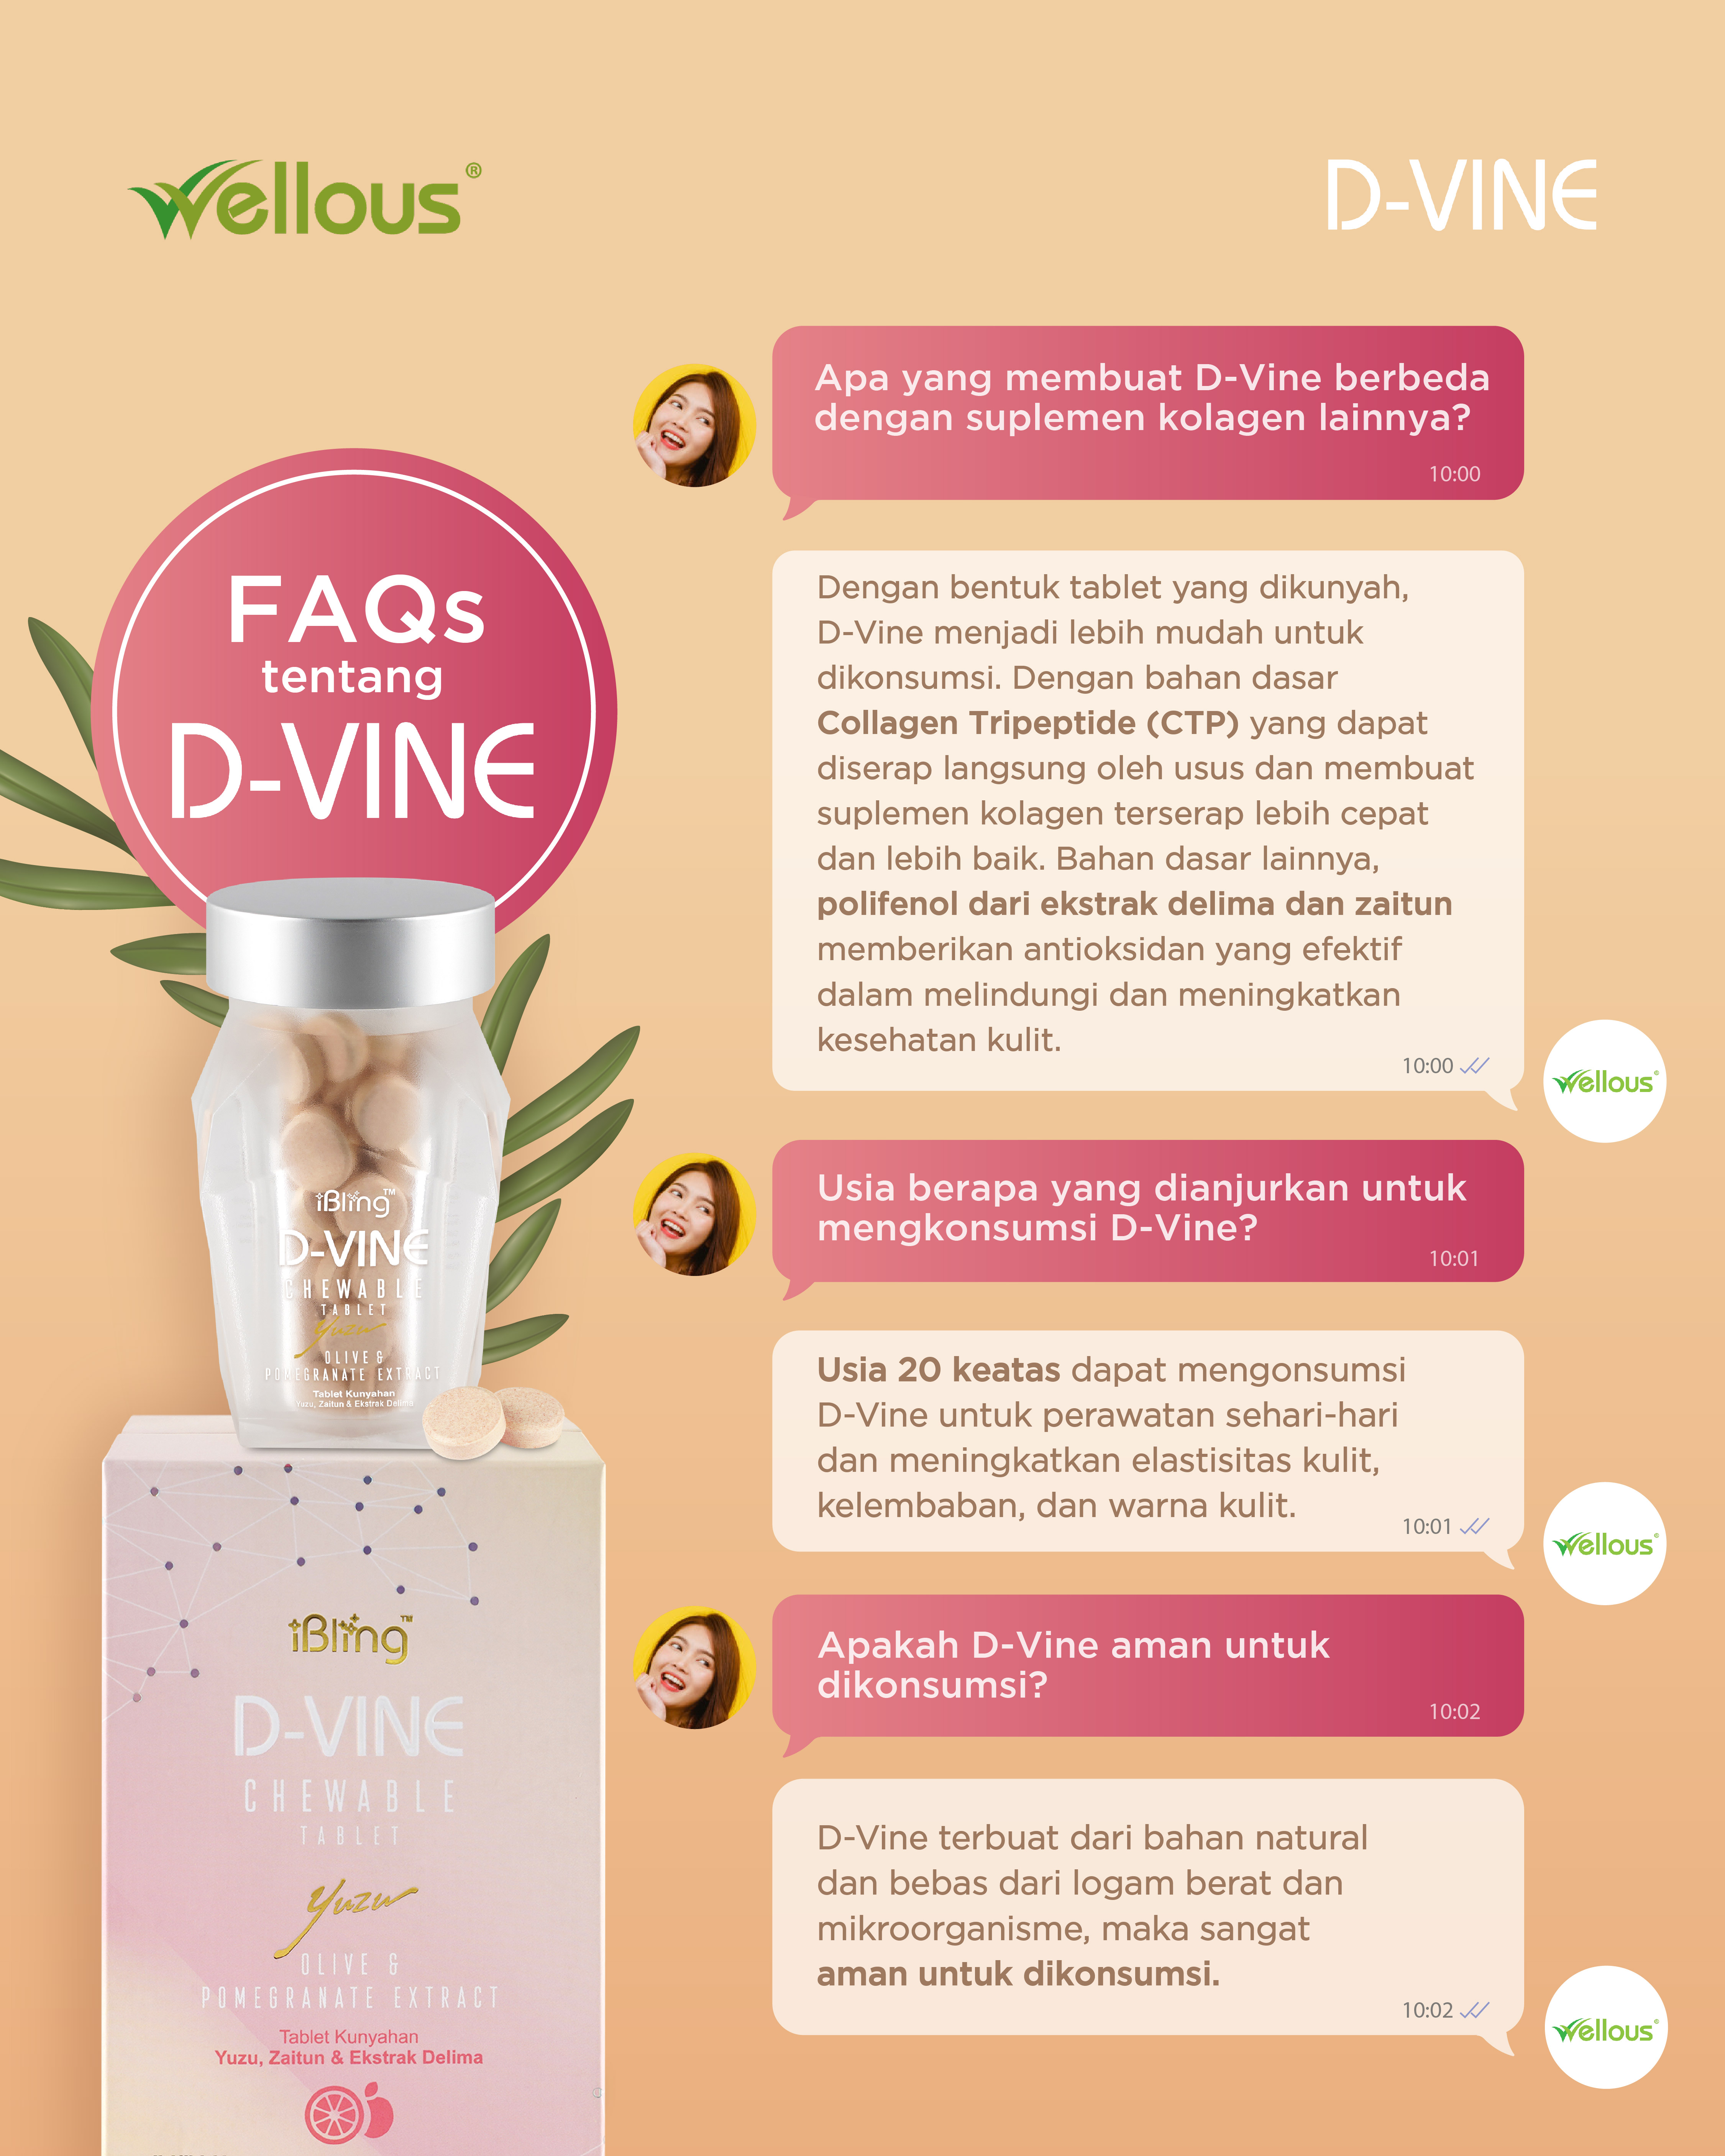 Wellous®
D-VINE
FAQs
tentang
D-VINE
Apa yang membuat D-Vine berbeda
dengan suplemen kolagen lainnya?
10:00
Dengan bentuk tablet yang dikunyah,
D-Vine menjadi lebih mudah untuk
dikonsumsi. Dengan bahan dasar
Collagen Tripeptide (CTP) yang dapat
diserap langsung oleh usus dan membuat
suplemen kolagen terserap lebih cepat
dan lebih baik. Bahan dasar lainnya,
polifenol dari ekstrak delima dan zaitun
memberikan antioksidan yang efektif
dalam melindungi dan meningkatkan
kesehatan kulit.
10:00
Wellous®
Usia berapa yang dianjurkan untuk
mengkonsumsi D-Vine?
10:01
Usia 20 keatas dapat mengonsumsi
D-Vine untuk perawatan sehari-hari
dan meningkatkan elastisitas kulit,
kelembaban, dan warna kulit.
10:01
Wellous®
Apakah D-Vine aman untuk
dikonsumsi?
10:02
D-Vine terbuat dari bahan natural
dan bebas dari logam berat dan
mikroorganisme, maka sangat
aman untuk dikonsumsi.
10:02
Wellous®
iBling™
D-VINE
CHEWABLE
TABLET
Yuzu
OLIVE &
POMEGRANATE EXTRACT
Tablet Kunyahan
Yuzu, Zaitun & Ekstrak Delima
iBling™
D-VINE
CHEWABLE
TABLET
Yuzu
OLIVE &
POMEGRANATE EXTRACT
Tablet Kunyahan
Yuzu, Zaitun & Ekstrak Delima